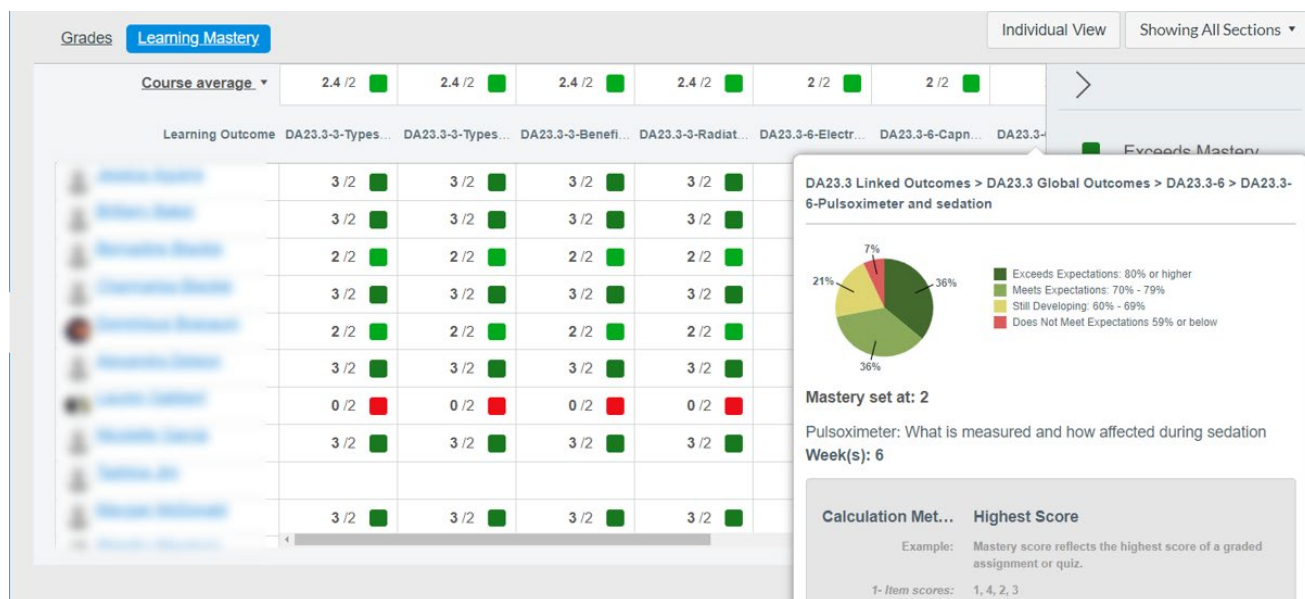 Grades Learning Mastery Individual View Showing All Sections
Course average 2.4 /2 2.4 /2 2.4 /2 2.4 /2 2 /2 2 /2
Learning Outcome DA23.3-3-Types... DA23.3-3-Types... DA23.3-3-Benefi... DA23.3-3-Radiat... DA23.3-6-Electr... DA23.3-6-Capn... DA23.3-
Exceeds Mastery
3 /2 3 /2 3 /2 3 /2
3 /2 3 /2 3 /2 3 /2
2 /2 2 /2 2 /2 2 /2
3 /2 3 /2 3 /2 3 /2
2 /2 2 /2 2 /2 2 /2
3 /2 3 /2 3 /2 3 /2
0 /2 0 /2 0 /2 0 /2
3 /2 3 /2 3 /2 3 /2
3 /2 3 /2 3 /2 3 /2
DA23.3 Linked Outcomes > DA23.3 Global Outcomes > DA23.3-6 > DA23.3-
6-Pulsoximeter and sedation
7%
21%
36%
36%
Exceeds Expectations: 80% or higher
Meets Expectations: 70% - 79%
Still Developing: 60% - 69%
Does Not Meet Expectations 59% or below
Mastery set at: 2
Pulsoximeter: What is measured and how affected during sedation
Week(s): 6
Calculation Met... Highest Score
Example: Mastery score reflects the highest score of a graded
assignment or quiz.
1- Item scores: 1, 4, 2, 3